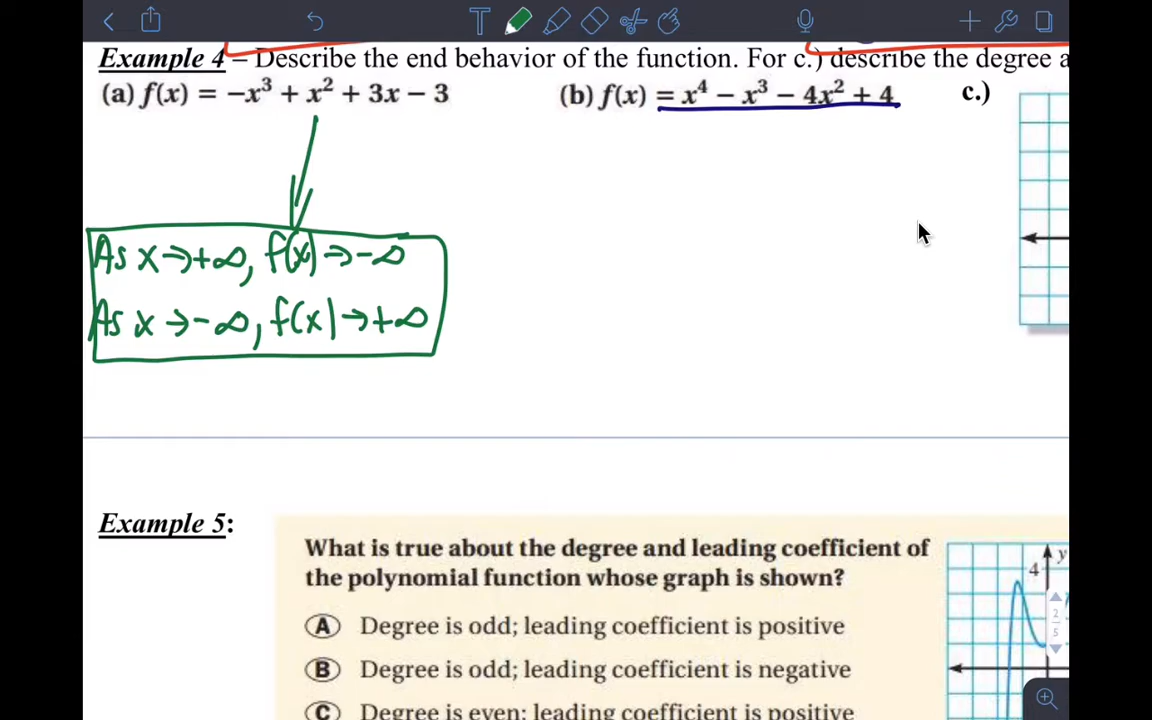 Example 4 – Describe the end behavior of the function. For c.) describe the degree a
(a) f(x) = −x³ + x² + 3x − 3 (b) f(x) = x⁴ − x³ − 4x² + 4 c.)
As x→+∞, f(x)→-∞
As x→-∞, f(x)→+∞
Example 5:
What is true about the degree and leading coefficient of
the polynomial function whose graph is shown?
A Degree is odd; leading coefficient is positive
B Degree is odd; leading coefficient is negative
C Degree is even; leading coefficient is positive
4 y
2
5